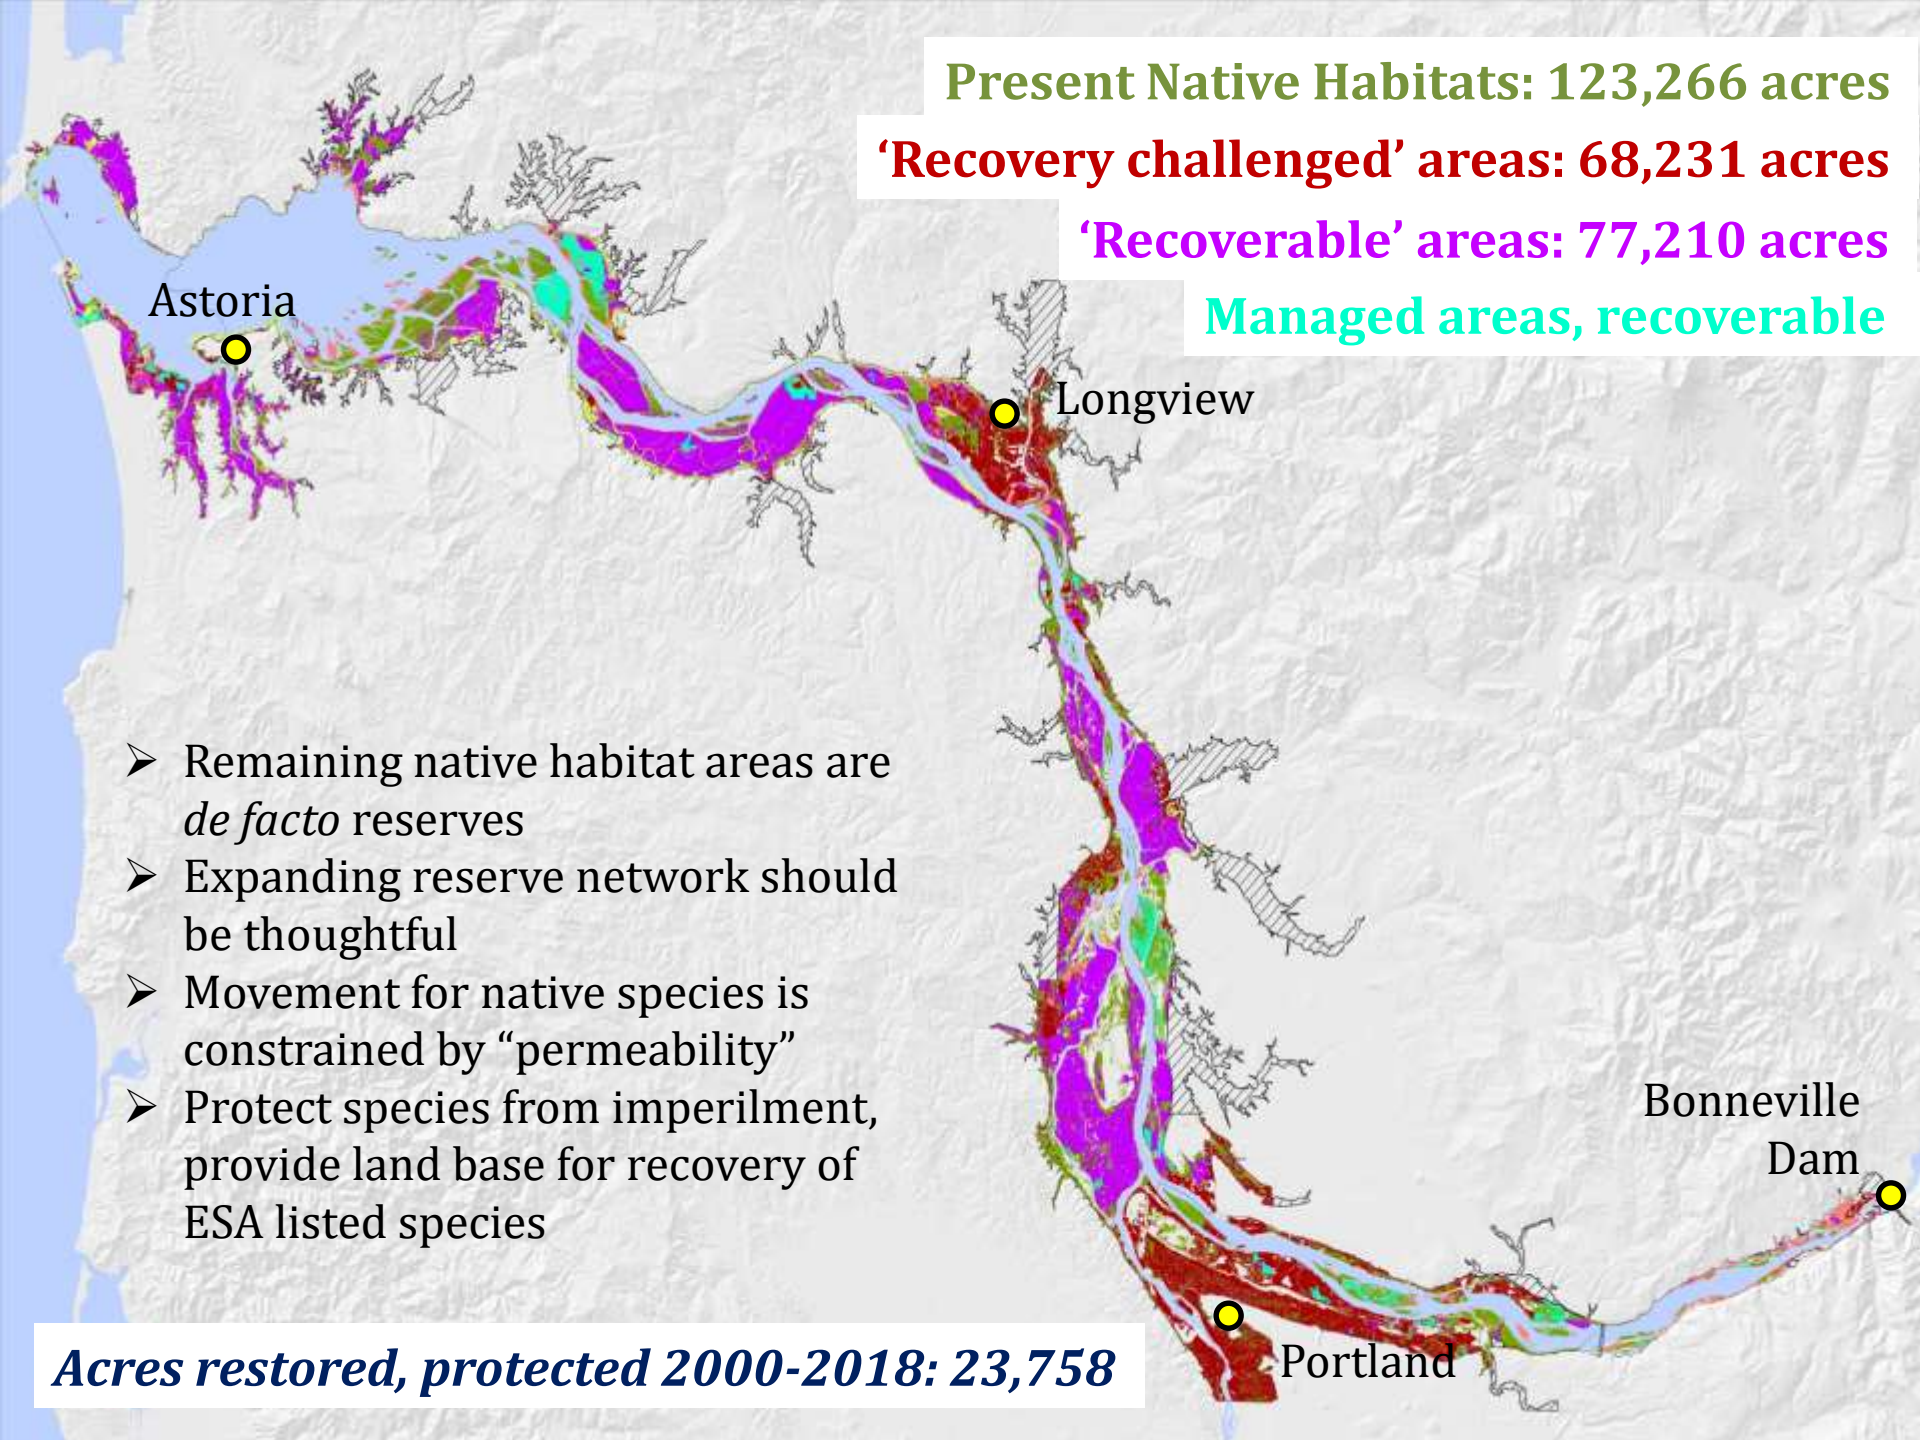 Present Native Habitats: 123,266 acres
‘Recovery challenged’ areas: 68,231 acres
‘Recoverable’ areas: 77,210 acres
Managed areas, recoverable
Astoria
Longview
➢ Remaining native habitat areas are
de facto reserves
➢ Expanding reserve network should
be thoughtful
➢ Movement for native species is
constrained by “permeability”
➢ Protect species from imperilment,
provide land base for recovery of
ESA listed species
Bonneville
Dam
Portland
Acres restored, protected 2000-2018: 23,758